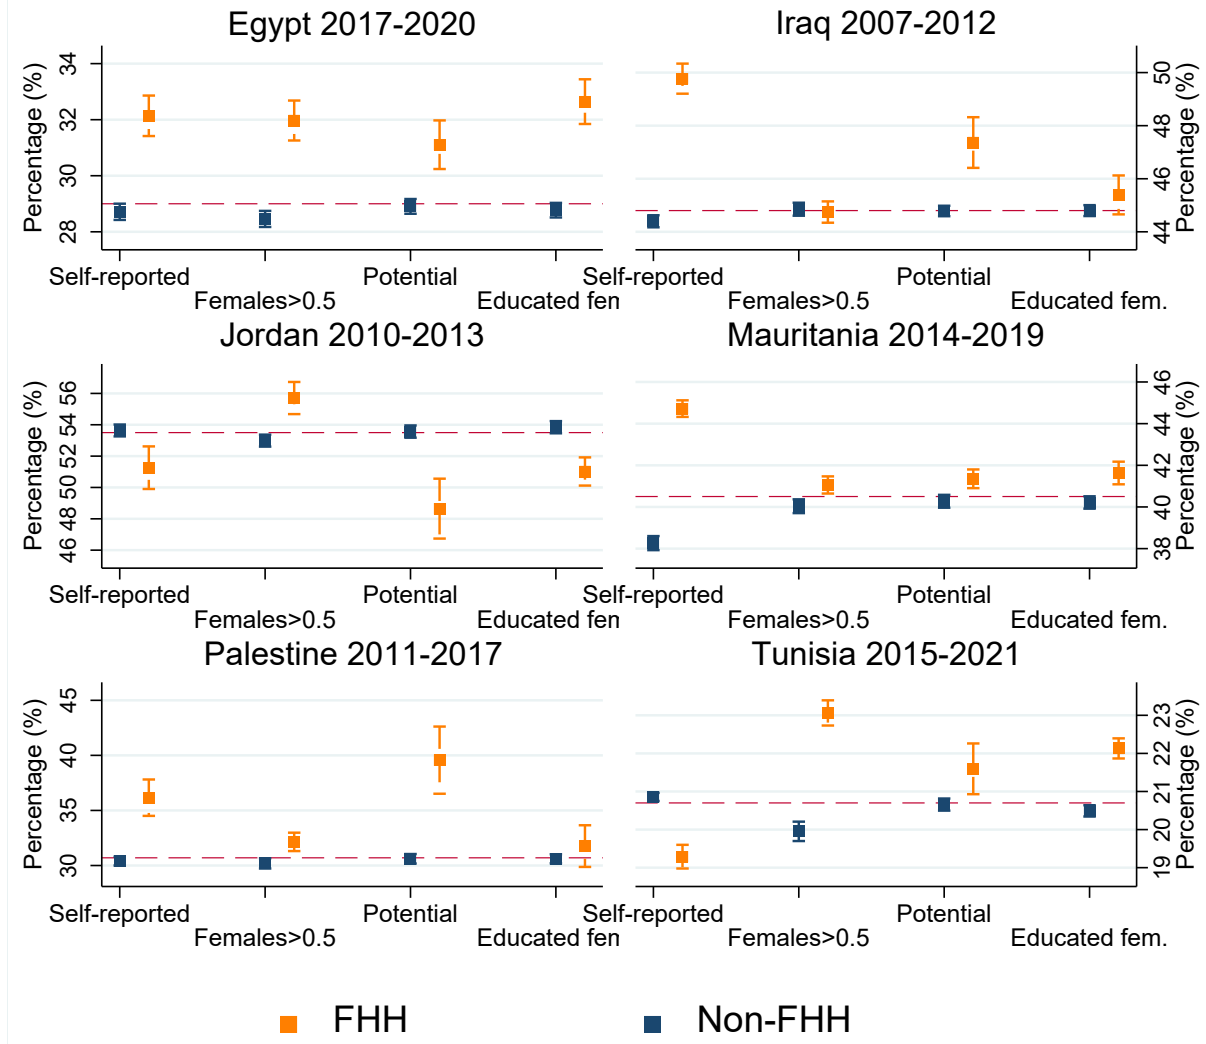 Egypt 2017-2020
Percentage (%)
34
32
30
28
Self-reported
Females>0.5
Potential
Educated fem
Iraq 2007-2012
Percentage (%)
50
48
46
44
Self-reported
Females>0.5
Potential
Educated fem.
Jordan 2010-2013
Percentage (%)
56
54
52
50
48
46
Self-reported
Females>0.5
Potential
Educated fem
Mauritania 2014-2019
Percentage (%)
46
44
42
40
38
Self-reported
Females>0.5
Potential
Educated fem.
Palestine 2011-2017
Percentage (%)
45
40
35
30
Self-reported
Females>0.5
Potential
Educated fem
Tunisia 2015-2021
Percentage (%)
23
22
21
20
19
Self-reported
Females>0.5
Potential
Educated fem.
FHH
Non-FHH